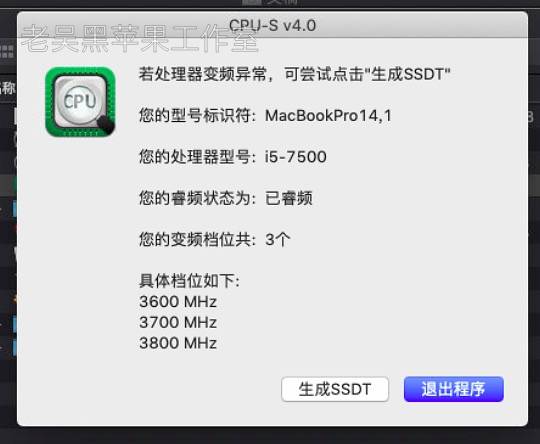 CPU-S v4.0
老吴黑苹果工作室
若处理器变频异常，可尝试点击"生成SSDT"
CPU
您的型号标识符: MacBookPro14,1
您的处理器型号: i5-7500
您的睿频状态为: 已睿频
您的变频档位共: 3个
具体档位如下:
3600 MHz
3700 MHz
3800 MHz
生成SSDT
退出程序